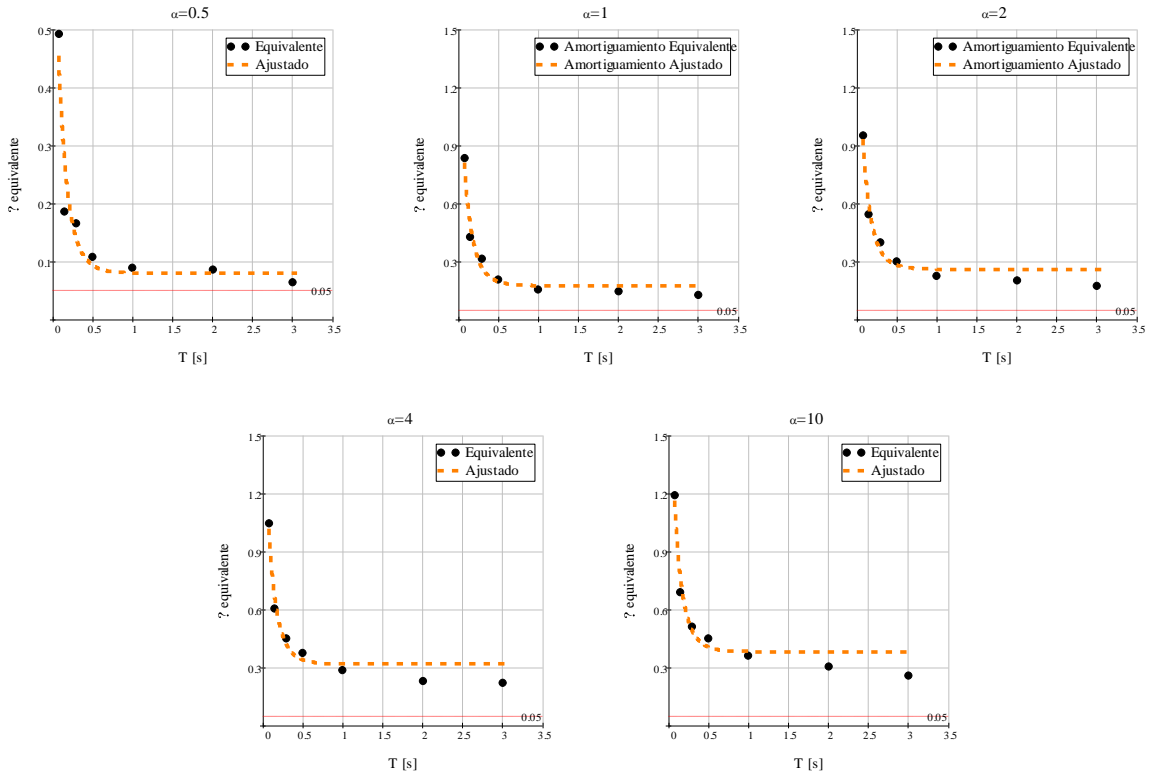 α=0.5
0.5
0.4
0.3
0.2
0.1
? equivalente
Equivalente
Ajustado
0.05
0 0.5 1 1.5 2 2.5 3 3.5
T [s]
α=1
1.5
1.2
0.9
0.6
0.3
? equivalente
Amortiguamiento Equivalente
Amortiguamiento Ajustado
0.05
0 0.5 1 1.5 2 2.5 3 3.5
T [s]
α=2
1.5
1.2
0.9
0.6
0.3
? equivalente
Amortiguamiento Equivalente
Amortiguamiento Ajustado
0.05
0 0.5 1 1.5 2 2.5 3 3.5
T [s]
α=4
1.5
1.2
0.9
0.6
0.3
? equivalente
Equivalente
Ajustado
0.05
0 0.5 1 1.5 2 2.5 3 3.5
T [s]
α=10
1.5
1.2
0.9
0.6
0.3
? equivalente
Equivalente
Ajustado
0.05
0 0.5 1 1.5 2 2.5 3 3.5
T [s]